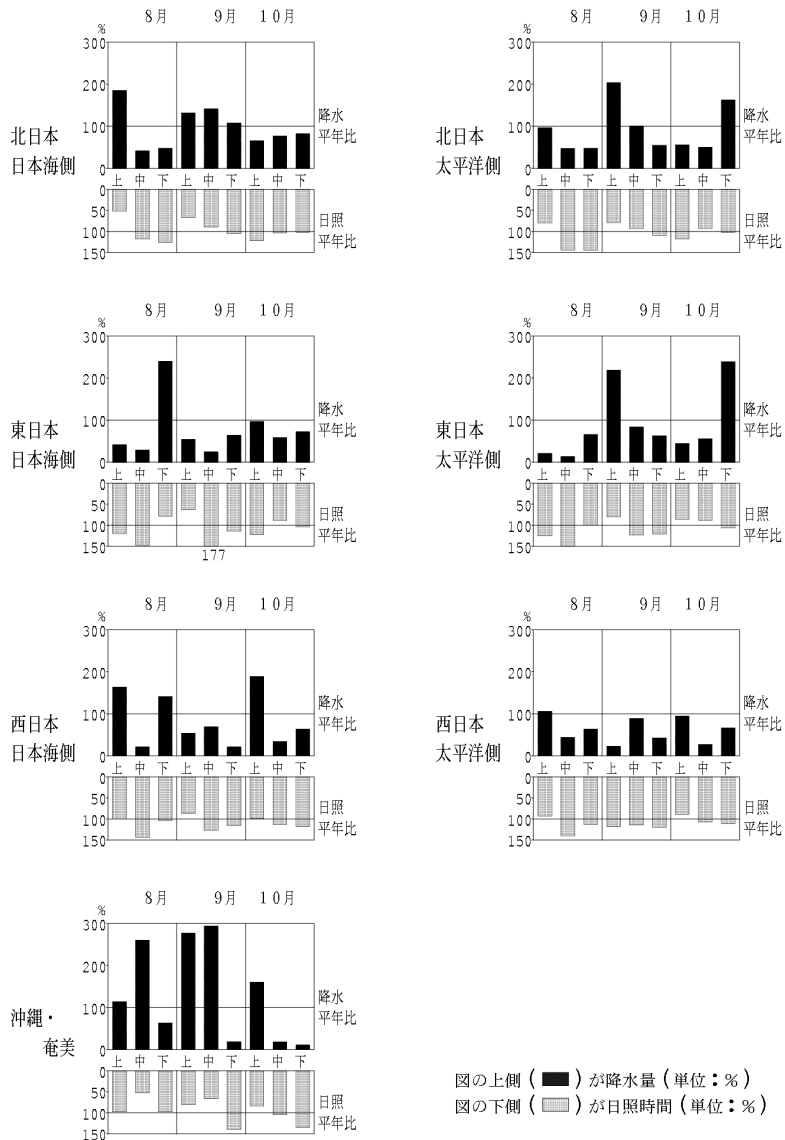 8月 9月 10月
%
300
200
100
0
降水
平年比
北日本
日本海側
上 中 下 上 中 下 上 中 下
0
50
100
150
日照
平年比
8月 9月 10月
%
300
200
100
0
降水
平年比
北日本
太平洋側
上 中 下 上 中 下 上 中 下
0
50
100
150
日照
平年比
8月 9月 10月
%
300
200
100
0
降水
平年比
東日本
日本海側
上 中 下 上 中 下 上 中 下
0
50
100
150
日照
平年比
177
8月 9月 10月
%
300
200
100
0
降水
平年比
東日本
太平洋側
上 中 下 上 中 下 上 中 下
0
50
100
150
日照
平年比
8月 9月 10月
%
300
200
100
0
降水
平年比
西日本
日本海側
上 中 下 上 中 下 上 中 下
0
50
100
150
日照
平年比
8月 9月 10月
%
300
200
100
0
降水
平年比
西日本
太平洋側
上 中 下 上 中 下 上 中 下
0
50
100
150
日照
平年比
8月 9月 10月
%
300
200
100
0
降水
平年比
沖縄・
奄美
上 中 下 上 中 下 上 中 下
0
50
100
150
日照
平年比
図の上側(■)が降水量(単位:%)
図の下側( )が日照時間(単位:%)